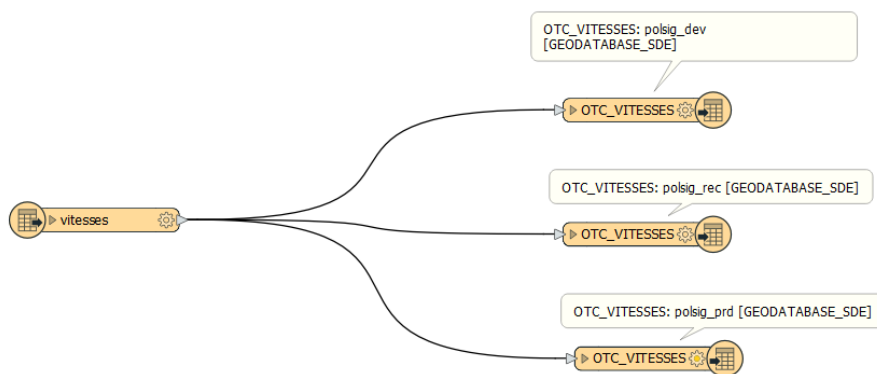 OTC_VITESSES: polsig_dev
[GEODATABASE_SDE]
OTC_VITESSES
OTC_VITESSES: polsig_rec [GEODATABASE_SDE]
vitesses
OTC_VITESSES
OTC_VITESSES: polsig_prd [GEODATABASE_SDE]
OTC_VITESSES